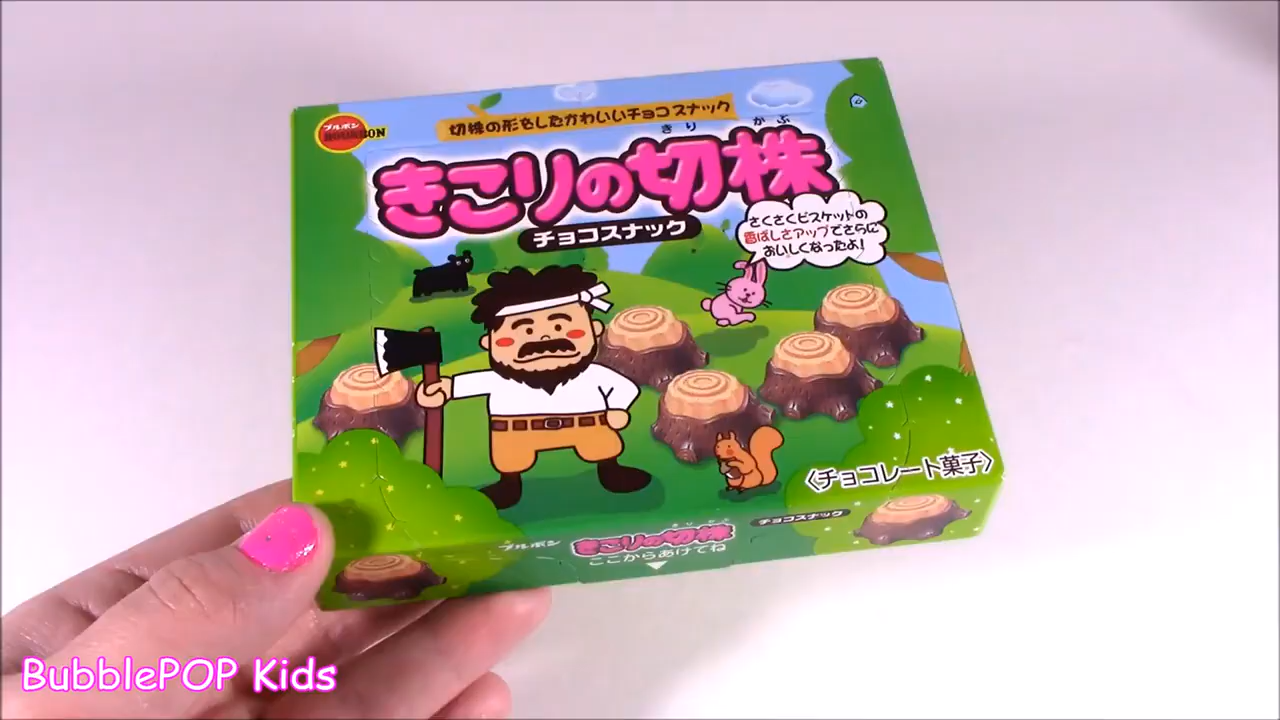 切株の形をしたかわいいチョコスナック
ブルボン
BOURBON
きり かぶ
きこりの切株
チョコスナック
さくさくビスケットの
香ばしさアップでさらに
おいしくなったよ!
〈チョコレート菓子〉
ブルボン
きこりの切株
チョコスナック
ここからあけてね
BubblePOP Kids